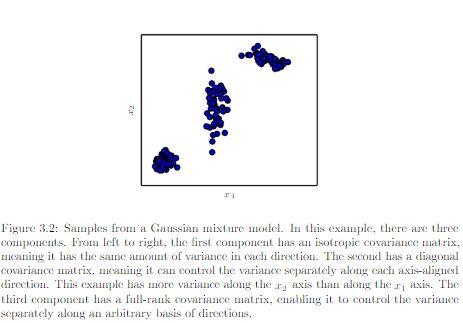 x₂
x₁
Figure 3.2: Samples from a Gaussian mixture model. In this example, there are three
components. From left to right, the first component has an isotropic covariance matrix,
meaning it has the same amount of variance in each direction. The second has a diagonal
covariance matrix, meaning it can control the variance separately along each axis-aligned
direction. This example has more variance along the x₂ axis than along the x₁ axis. The
third component has a full-rank covariance matrix, enabling it to control the variance
separately along an arbitrary basis of directions.